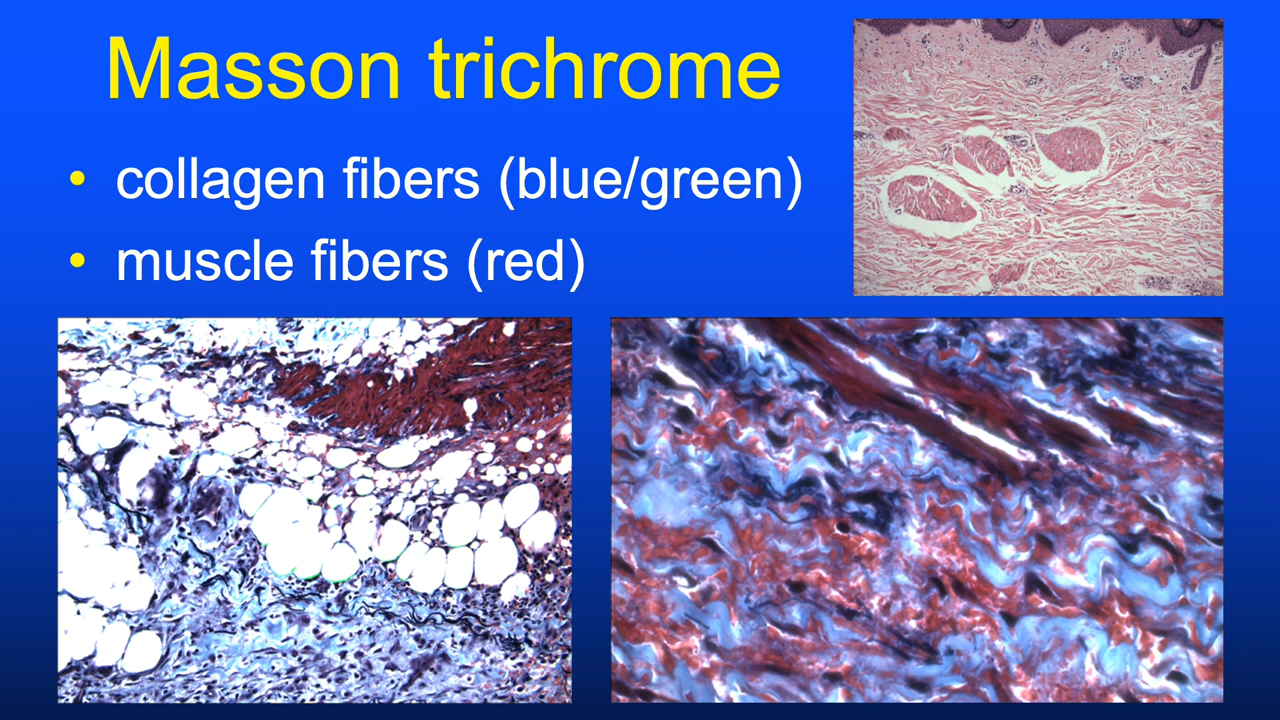 Masson trichrome
• collagen fibers (blue/green)
• muscle fibers (red)